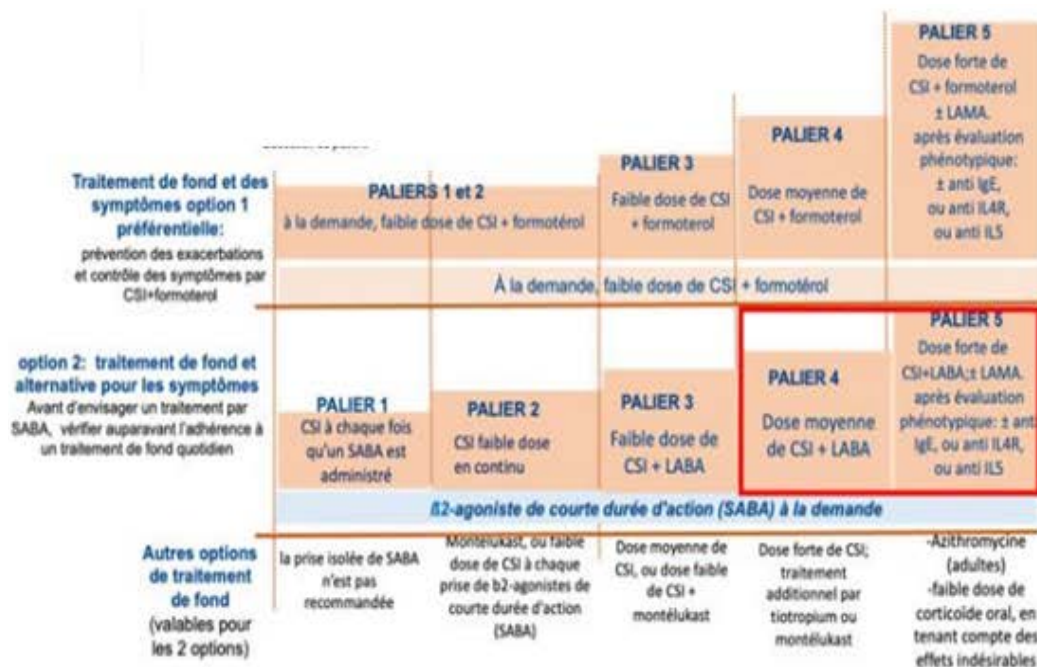 PALIER 5
Dose forte de
CSI + formoterol
± LAMA.
après évaluation
phénotypique:
± anti IgE,
ou anti IL4R,
ou anti IL5
PALIER 4
Dose moyenne de
CSI + formoterol
PALIER 3
Faible dose de CSI
+ formoterol
PALIERS 1 et 2
à la demande, faible dose de CSI + formotérol
Traitement de fond et des
symptômes option 1
préférentielle:
prévention des exacerbations
et contrôle des symptômes par
CSI+formoterol
À la demande, faible dose de CSI + formotérol
option 2: traitement de fond et
alternative pour les symptômes
Avant d'envisager un traitement par
SABA, vérifier auparavant l'adhérence à
un traitement de fond quotidien
PALIER 1
CSI à chaque fois
qu'un SABA est
administré
PALIER 2
CSI faible dose
en continu
PALIER 3
Faible dose de
CSI + LABA
PALIER 4
Dose moyenne
de CSI + LABA
PALIER 5
Dose forte de
CSI+LABA;± LAMA.
après évaluation
phénotypique: ± ant
IgE, ou anti IL4R,
ou anti IL5
ß2-agoniste de courte durée d'action (SABA) à la demande
Autres options
de traitement
de fond
(valables pour
les 2 options)
la prise isolée de SABA
n'est pas
recommandée
Montelukast, ou faible
dose de CSI à chaque
prise de b2-agonistes de
courte durée d'action
(SABA)
Dose moyenne de
CSI, ou dose faible
de CSI +
montélukast
Dose forte de CSI;
traitement
additionnel par
tiotropium ou
montélukast
-Azithromycine
(adultes)
-faible dose de
corticoïde oral, en
tenant compte des
effets indésirables